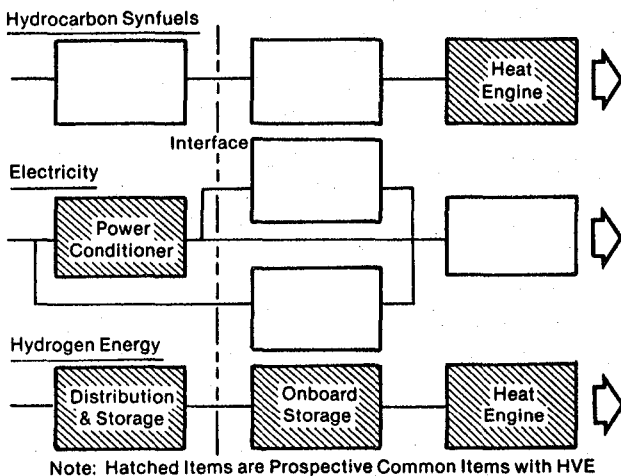 Hydrocarbon Synfuels
Heat
Engine
Interface
Electricity
Power
Conditioner
Hydrogen Energy
Distribution
& Storage
Onboard
Storage
Heat
Engine
Note: Hatched Items are Prospective Common Items with HVE